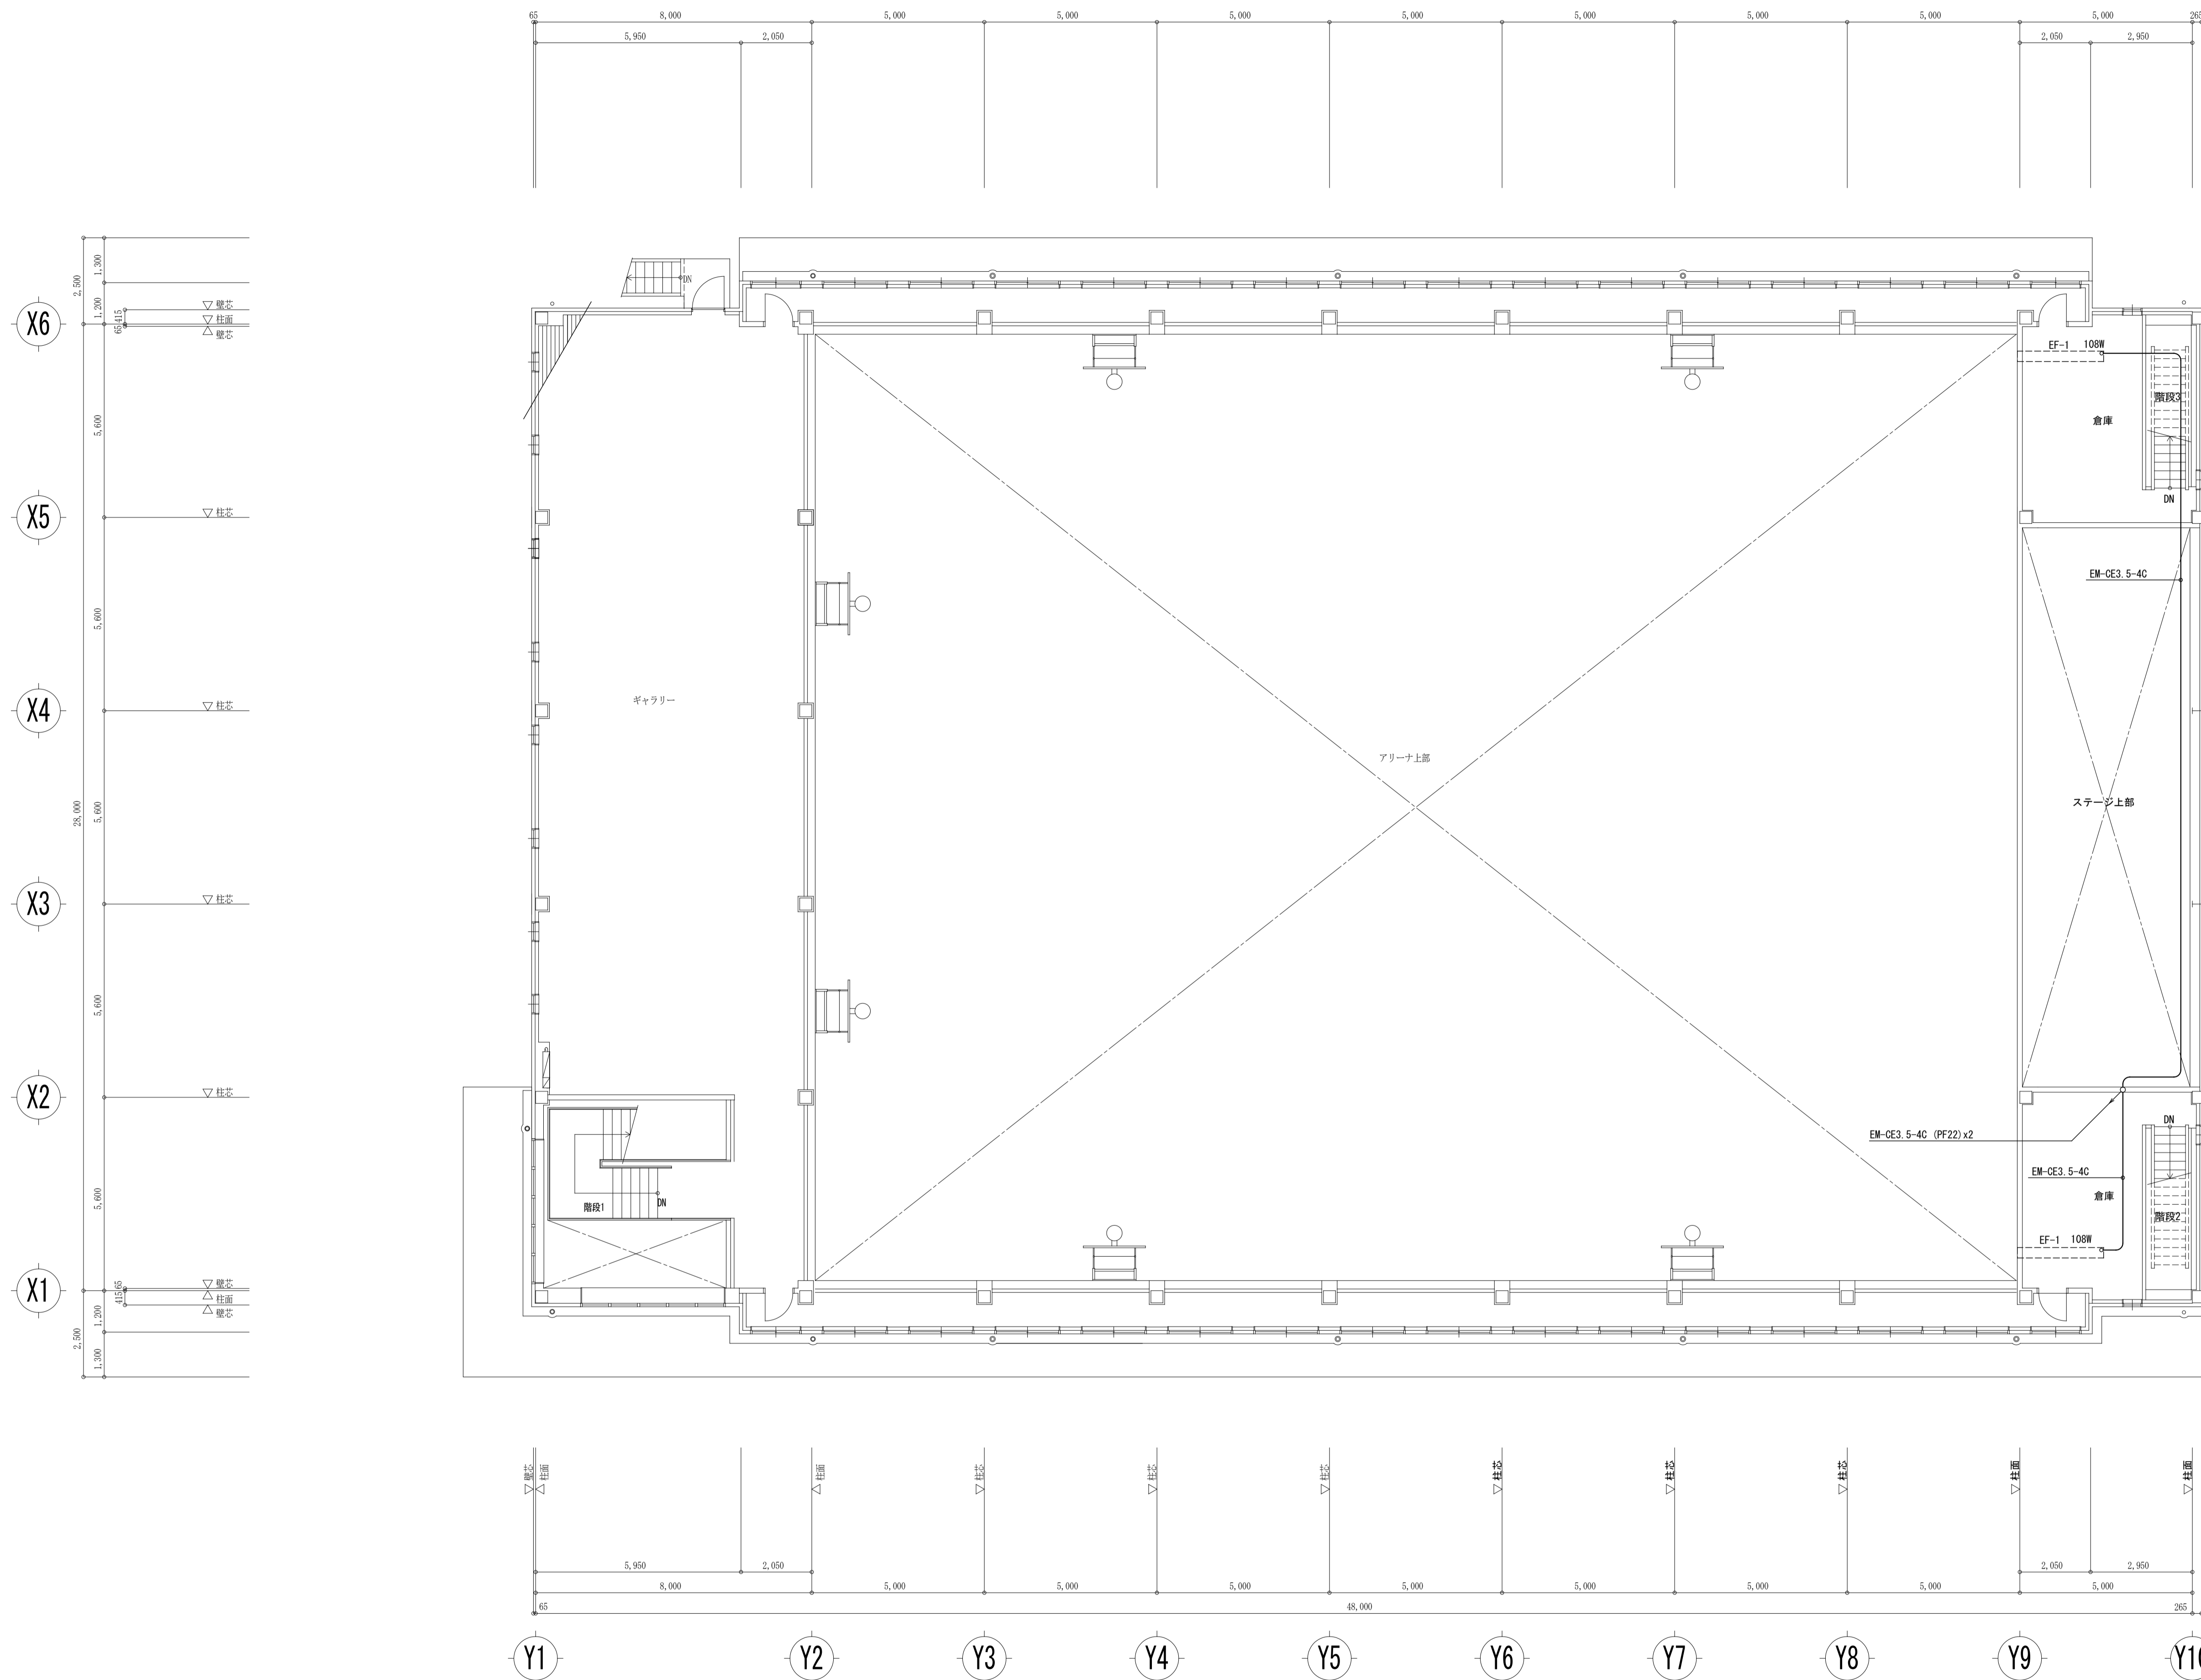 65
8,000
5,000
5,000
5,000
5,000
5,000
5,000
5,000
5,000
265
5,950
2,050
2,050
2,950
2,500
1,300
1,200
415
65
壁芯
柱面
壁芯
X6
DN
EF-1 108W
階段3
倉庫
DN
5,600
X5
柱芯
EM-CE3.5-4C
5,600
X4
柱芯
ギャラリー
アリーナ上部
ステージ上部
28,000
5,600
X3
柱芯
5,600
X2
柱芯
DN
EM-CE3.5-4C (PF22)x2
EM-CE3.5-4C
倉庫
階段2
EF-1 108W
階段1
DN
5,600
X1
65
415
壁芯
柱面
壁芯
1,200
2,500
1,300
壁芯
柱面
柱面
柱芯
柱芯
柱芯
柱芯
柱芯
柱芯
柱面
柱面
5,950
2,050
2,050
2,950
8,000
5,000
5,000
5,000
5,000
5,000
5,000
5,000
5,000
65
48,000
265
Y1
Y2
Y3
Y4
Y5
Y6
Y7
Y8
Y9